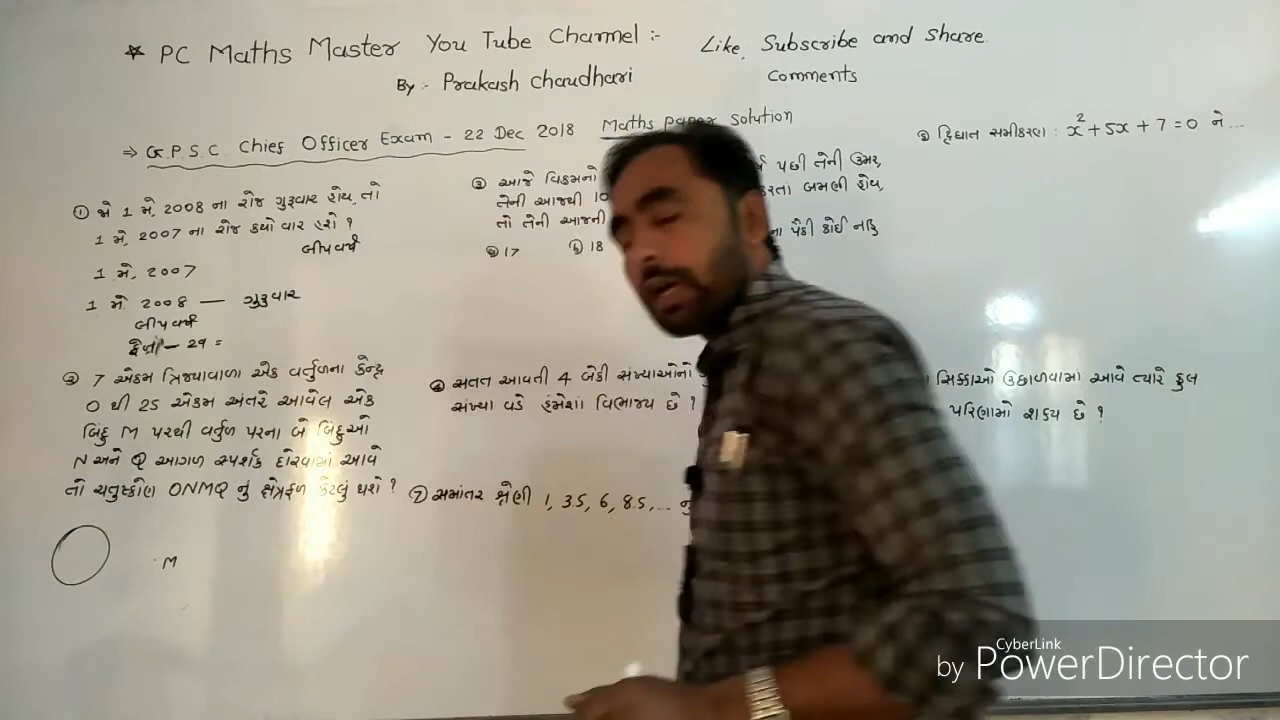 * PC Maths Master You Tube Channel :- Like, Subscribe and share
By :- Prakash Chaudhari comments
⇒ G.P.S.C. Chief Officer Exam - 22 Dec 2018 Maths paper solution
① જો 1 મે, 2008 ના રોજ ગુરૂવાર હોય, તો
1 મે, 2007 ના રોજ કયો વાર હશે ?
લીપવર્ષ
1 મે, 2007
1 મે 2008 — ગુરુવાર
લીપવર્ષ
ફેબ્રુ — 29 =
③ આજે વિક્રમનો
તેની આજથી 10
તો તેની આજની
17 18
પછી તેની ઉંમર,
કરતાં બમણી હોય,
ના પૈકી કોઈ નહિ
દ્વિઘાત સમીકરણ : x² + 5x + 7 = 0 ને ...
7 એકમ ત્રિજ્યાવાળા એક વર્તુળના કેન્દ્ર
O થી 25 એકમ અંતરે આવેલ એક
બિંદુ M પરથી વર્તુળ પરના બે બિંદુઓ
N અને Q આગળ સ્પર્શક દોરવામાં આવે
તો ચતુષ્કોણ ONMQ નું ક્ષેત્રફળ કેટલું થશે ?
M
સતત આવતી 4 બેકી સંખ્યાઓનો
સંખ્યા વડે હંમેશા વિભાજ્ય છે ?
સિક્કાઓ ઉછાળવામાં આવે ત્યારે કુલ
પરિણામો શક્ય છે ?
⑦ સમાંતર શ્રેણી 1, 3.5, 6, 8.5, ... નુ
CyberLink
by PowerDirector